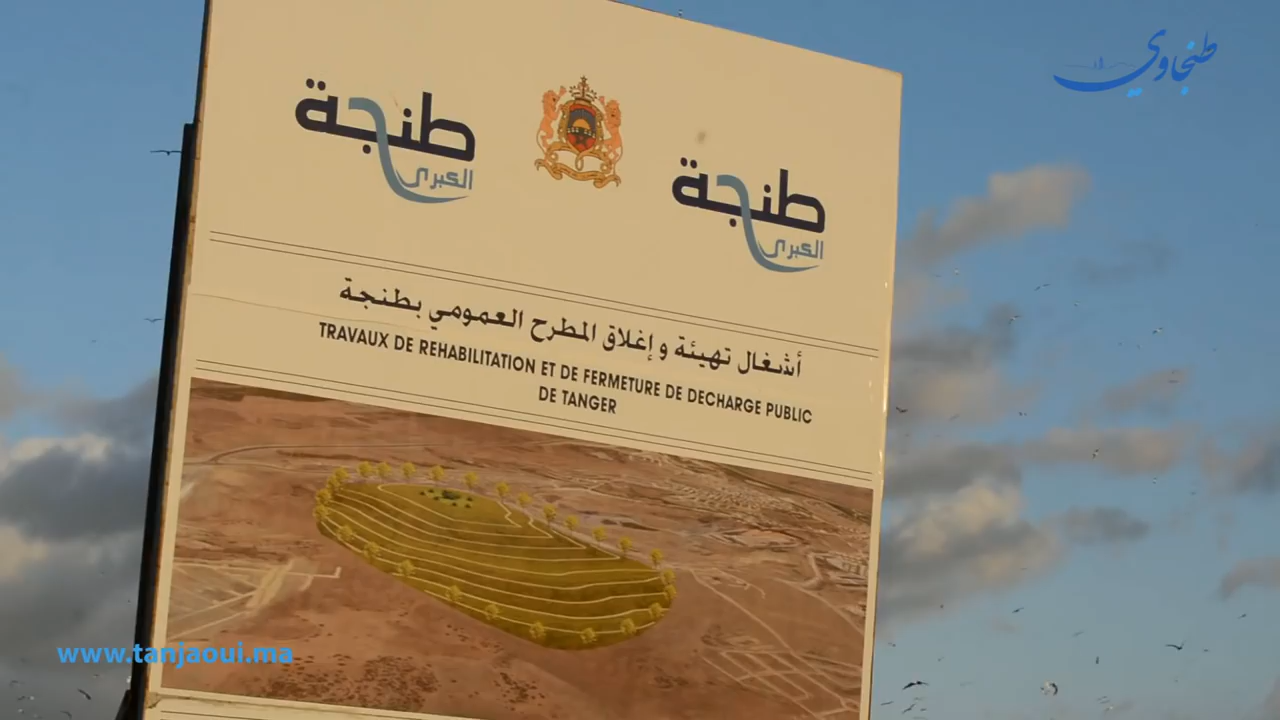 طنجاوي
طنجة
الكبرى
طنجة
الكبرى
أشغال تهيئة و إغلاق المطرح العمومي بطنجة
TRAVAUX DE REHABILITATION ET DE FERMETURE DE DECHARGE PUBLIC
DE TANGER
www.tanjaoui.ma